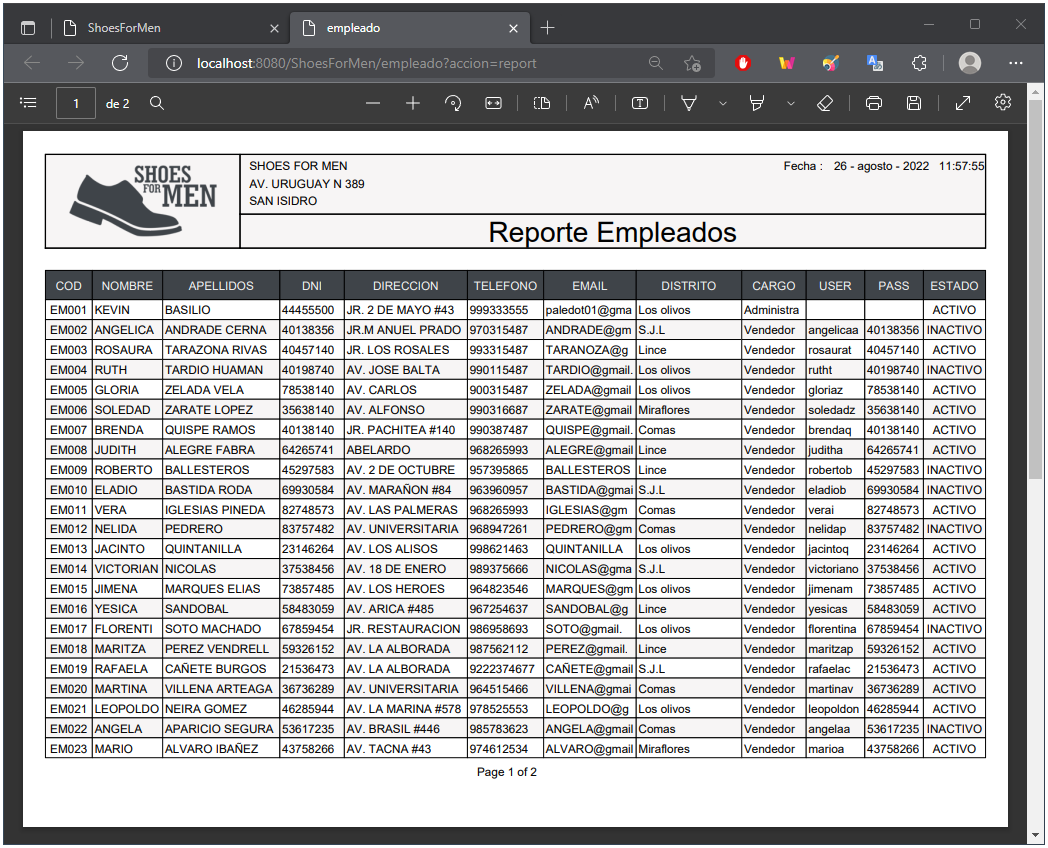 ShoesForMen
empleado
localhost:8080/ShoesForMen/empleado?accion=report
1 de 2
SHOES FOR MEN
SHOES FOR MEN
AV. URUGUAY N 389
SAN ISIDRO
Fecha : 26 - agosto - 2022 11:57:55
Reporte Empleados
COD NOMBRE APELLIDOS DNI DIRECCION TELEFONO EMAIL DISTRITO CARGO USER PASS ESTADO
EM001 KEVIN BASILIO 44455500 JR. 2 DE MAYO #43 999333555 paledot01@gma Los olivos Administra ACTIVO
EM002 ANGELICA ANDRADE CERNA 40138356 JR.M ANUEL PRADO 970315487 ANDRADE@gm S.J.L Vendedor angelicaa 40138356 INACTIVO
EM003 ROSAURA TARAZONA RIVAS 40457140 JR. LOS ROSALES 993315487 TARANOZA@g Lince Vendedor rosaurat 40457140 ACTIVO
EM004 RUTH TARDIO HUAMAN 40198740 AV. JOSE BALTA 990115487 TARDIO@gmail. Los olivos Vendedor rutht 40198740 INACTIVO
EM005 GLORIA ZELADA VELA 78538140 AV. CARLOS 900315487 ZELADA@gmail Los olivos Vendedor gloriaz 78538140 ACTIVO
EM006 SOLEDAD ZARATE LOPEZ 35638140 AV. ALFONSO 990316687 ZARATE@gmail Miraflores Vendedor soledadz 35638140 ACTIVO
EM007 BRENDA QUISPE RAMOS 40138140 JR. PACHITEA #140 990387487 QUISPE@gmail. Comas Vendedor brendaq 40138140 ACTIVO
EM008 JUDITH ALEGRE FABRA 64265741 ABELARDO 968265993 ALEGRE@gmail Lince Vendedor juditha 64265741 ACTIVO
EM009 ROBERTO BALLESTEROS 45297583 AV. 2 DE OCTUBRE 957395865 BALLESTEROS Lince Vendedor robertob 45297583 INACTIVO
EM010 ELADIO BASTIDA RODA 69930584 AV. MARAÑON #84 963960957 BASTIDA@gmai S.J.L Vendedor eladiob 69930584 INACTIVO
EM011 VERA IGLESIAS PINEDA 82748573 AV. LAS PALMERAS 968265993 IGLESIAS@gm Comas Vendedor verai 82748573 ACTIVO
EM012 NELIDA PEDRERO 83757482 AV. UNIVERSITARIA 968947261 PEDRERO@gm Comas Vendedor nelidap 83757482 INACTIVO
EM013 JACINTO QUINTANILLA 23146264 AV. LOS ALISOS 998621463 QUINTANILLA Los olivos Vendedor jacintoq 23146264 ACTIVO
EM014 VICTORIAN NICOLAS 37538456 AV. 18 DE ENERO 989375666 NICOLAS@gma S.J.L Vendedor victoriano 37538456 ACTIVO
EM015 JIMENA MARQUES ELIAS 73857485 AV. LOS HEROES 964823546 MARQUES@gm Los olivos Vendedor jimenam 73857485 ACTIVO
EM016 YESICA SANDOBAL 58483059 AV. ARICA #485 967254637 SANDOBAL@g Lince Vendedor yesicas 58483059 ACTIVO
EM017 FLORENTI SOTO MACHADO 67859454 JR. RESTAURACION 986958693 SOTO@gmail. Los olivos Vendedor florentina 67859454 INACTIVO
EM018 MARITZA PEREZ VENDRELL 59326152 AV. LA ALBORADA 987562112 PEREZ@gmail. Lince Vendedor maritzap 59326152 ACTIVO
EM019 RAFAELA CAÑETE BURGOS 21536473 AV. LA ALBORADA 9222374677 CAÑETE@gmail S.J.L Vendedor rafaelac 21536473 ACTIVO
EM020 MARTINA VILLENA ARTEAGA 36736289 AV. UNIVERSITARIA 964515466 VILLENA@gmai Comas Vendedor martinav 36736289 ACTIVO
EM021 LEOPOLDO NEIRA GOMEZ 46285944 AV. LA MARINA #578 978525553 LEOPOLDO@g Los olivos Vendedor leopoldon 46285944 ACTIVO
EM022 ANGELA APARICIO SEGURA 53617235 AV. BRASIL #446 985783623 ANGELA@gmail Comas Vendedor angelaa 53617235 INACTIVO
EM023 MARIO ALVARO IBAÑEZ 43758266 AV. TACNA #43 974612534 ALVARO@gmail Miraflores Vendedor marioa 43758266 ACTIVO
Page 1 of 2